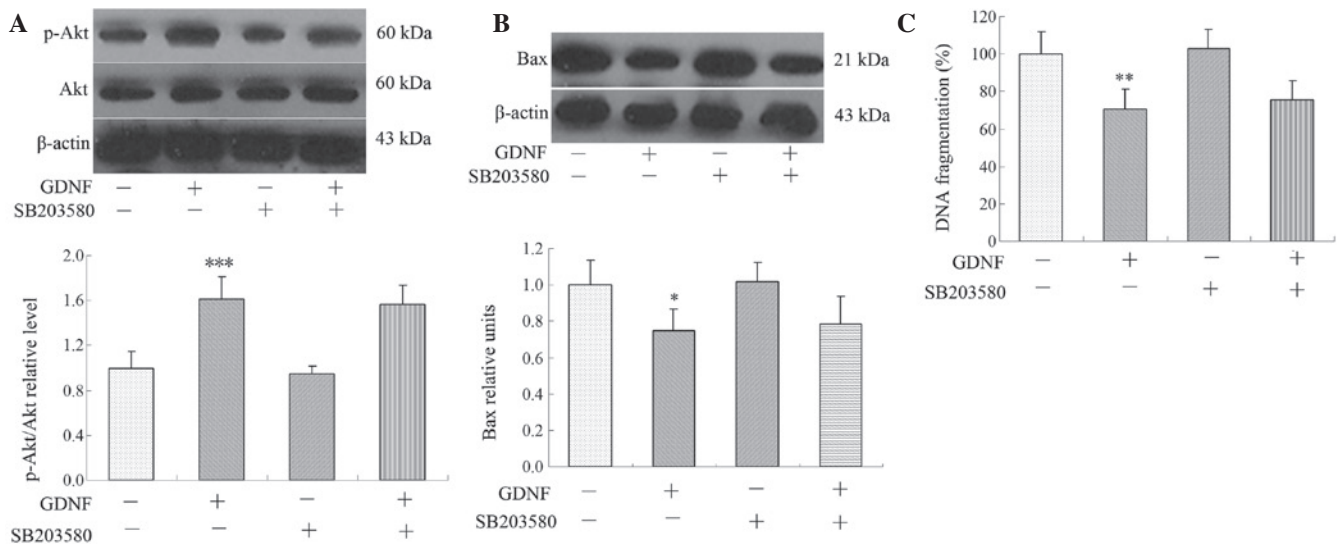 A
p-Akt 60 kDa
Akt 60 kDa
β-actin 43 kDa
GDNF − + − +
SB203580 − − + +
2.0
1.6
1.2
0.8
0.4
0.0
p-Akt/Akt relative level
***
GDNF − + − +
SB203580 − − + +
B
Bax 21 kDa
β-actin 43 kDa
GDNF − + − +
SB203580 − − + +
1.2
1.0
0.8
0.6
0.4
0.2
0.0
Bax relative units
*
GDNF − + − +
SB203580 − − + +
C
120
100
80
60
40
20
0
DNA fragmentation (%)
**
GDNF − + − +
SB203580 − − + +